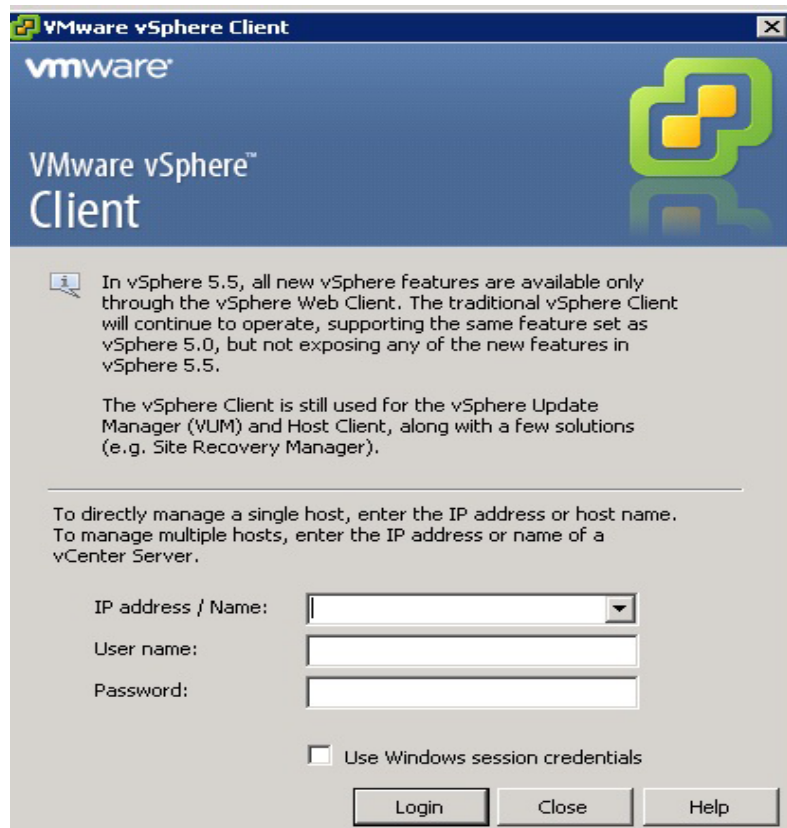 VMware vSphere Client
vmware
VMware vSphere™
Client
In vSphere 5.5, all new vSphere features are available only
through the vSphere Web Client. The traditional vSphere Client
will continue to operate, supporting the same feature set as
vSphere 5.0, but not exposing any of the new features in
vSphere 5.5.
The vSphere Client is still used for the vSphere Update
Manager (VUM) and Host Client, along with a few solutions
(e.g. Site Recovery Manager).
To directly manage a single host, enter the IP address or host name.
To manage multiple hosts, enter the IP address or name of a
vCenter Server.
IP address / Name:
User name:
Password:
Use Windows session credentials
Login Close Help